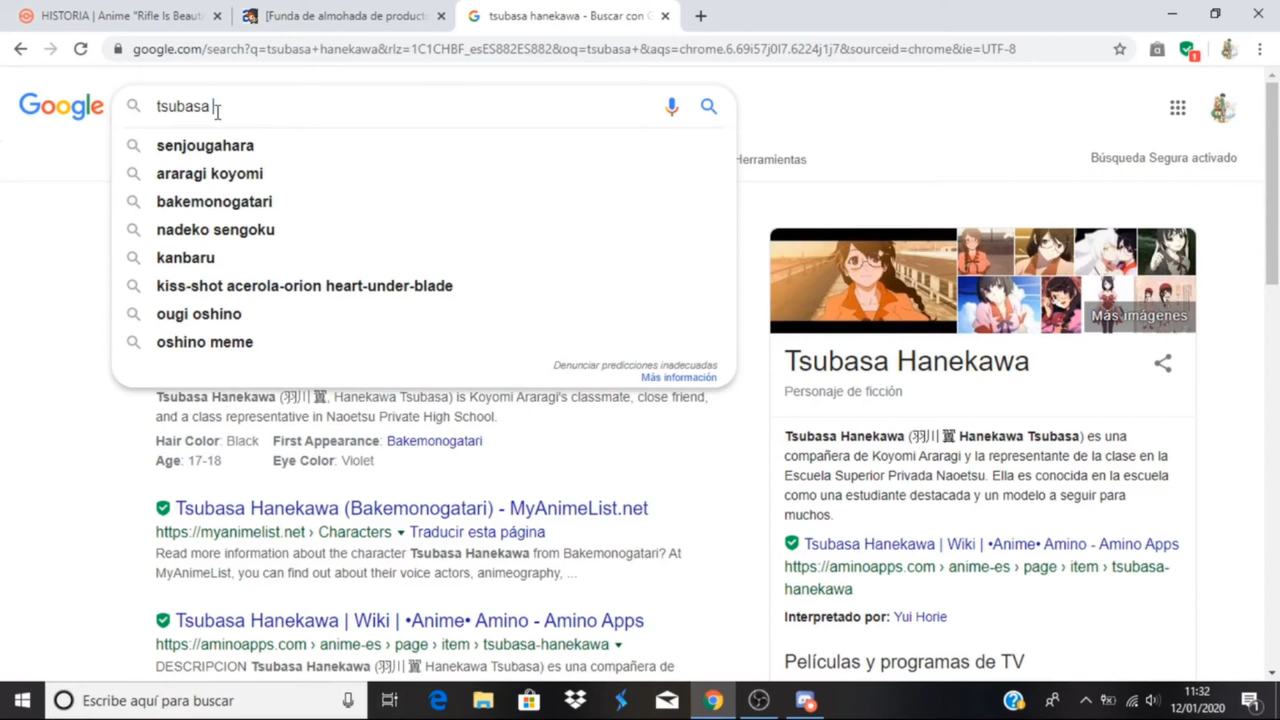 HISTORIA | Anime "Rifle Is Beaut
[Funda de almohada de product
tsubasa hanekawa - Buscar con G
google.com/search?q=tsubasa+hanekawa&rlz=1C1CHBF_esES882ES882&oq=tsubasa+&aqs=chrome.6.69i57j0l7.6224j1j7&sourceid=chrome&ie=UTF-8
1
Google
tsubasa
senjougahara
araragi koyomi
bakemonogatari
nadeko sengoku
kanbaru
kiss-shot acerola-orion heart-under-blade
ougi oshino
oshino meme
Denunciar predicciones inadecuadas
Más información
Herramientas
Búsqueda Segura activado
Tsubasa Hanekawa (羽川 翼, Hanekawa Tsubasa) is Koyomi Araragi's classmate, close friend,
and a class representative in Naoetsu Private High School.
Hair Color: Black First Appearance: Bakemonogatari
Age: 17-18 Eye Color: Violet
Tsubasa Hanekawa (Bakemonogatari) - MyAnimeList.net
https://myanimelist.net › Characters Traducir esta página
Read more information about the character Tsubasa Hanekawa from Bakemonogatari? At
MyAnimeList, you can find out about their voice actors, animeography, ...
Tsubasa Hanekawa | Wiki | •Anime• Amino - Amino Apps
https://aminoapps.com › anime-es › page › item › tsubasa-hanekawa
DESCRIPCION Tsubasa Hanekawa (羽川 翼 Hanekawa Tsubasa) es una compañera de
Más imágenes
Tsubasa Hanekawa
Personaje de ficción
Tsubasa Hanekawa (羽川 翼 Hanekawa Tsubasa) es una
compañera de Koyomi Araragi y la representante de la clase en la
Escuela Superior Privada Naoetsu. Ella es conocida en la escuela
como una estudiante destacada y un modelo a seguir para
muchos.
Tsubasa Hanekawa | Wiki | •Anime• Amino - Amino Apps
https://aminoapps.com › anime-es › page › item › tsubasa-
hanekawa
Interpretado por: Yui Horie
Películas y programas de TV
Escribe aquí para buscar
11:32
12/01/2020
1